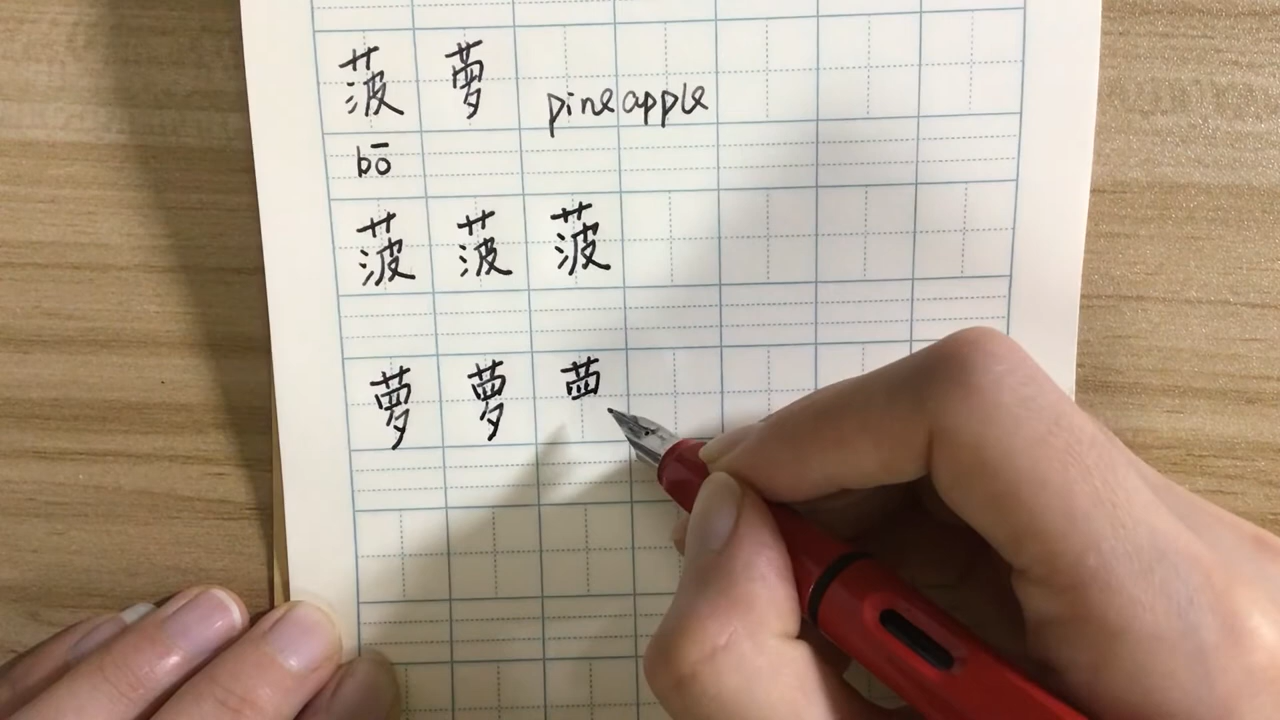 菠 萝 pineapple
bō
菠 菠 菠
萝 萝